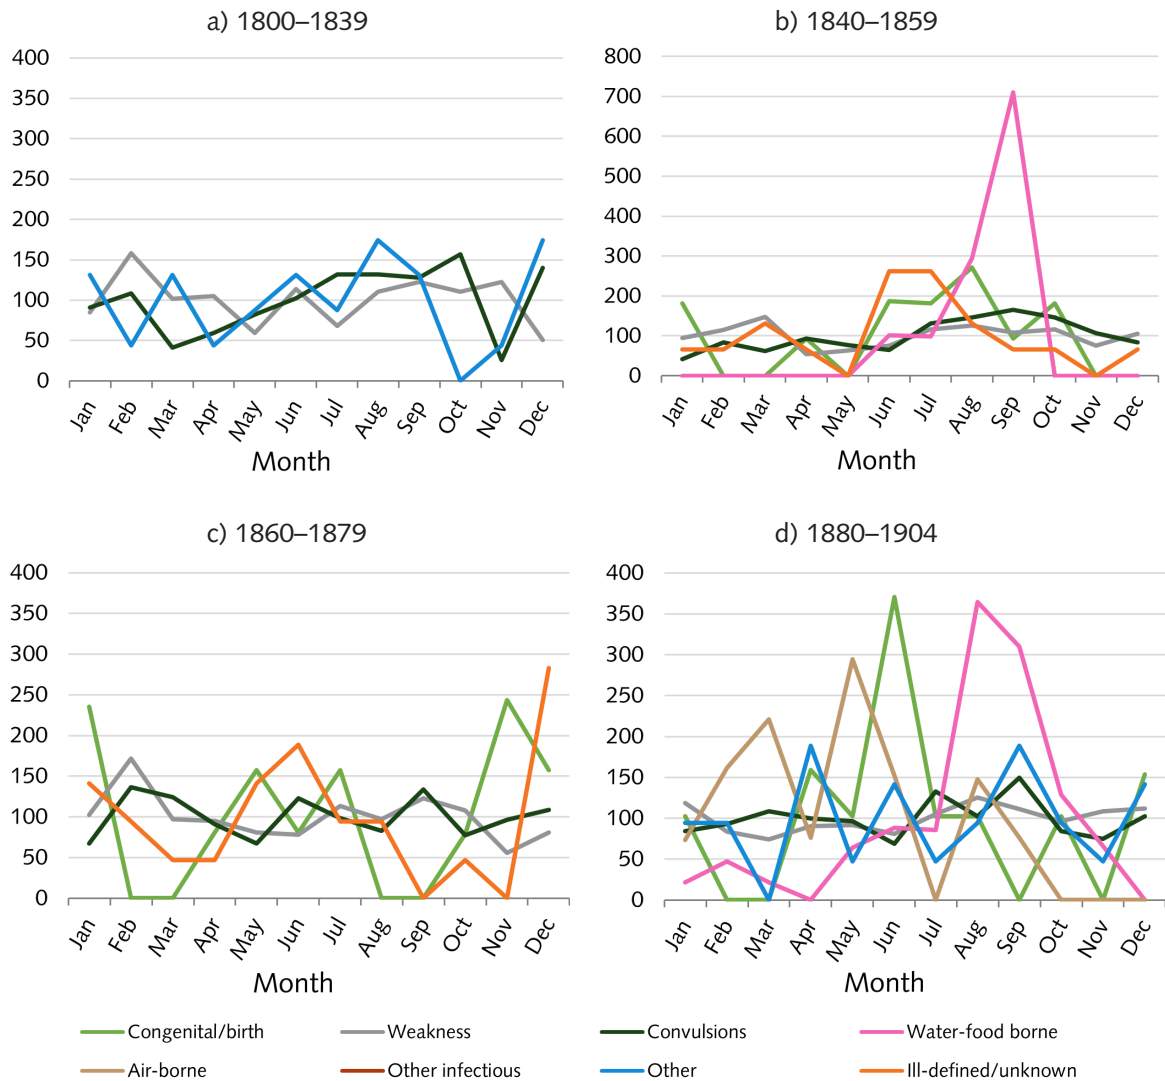 a) 1800–1839
400
350
300
250
200
150
100
50
0
Jan Feb Mar Apr May Jun Jul Aug Sep Oct Nov Dec
Month
b) 1840–1859
800
700
600
500
400
300
200
100
0
Jan Feb Mar Apr May Jun Jul Aug Sep Oct Nov Dec
Month
c) 1860–1879
400
350
300
250
200
150
100
50
0
Jan Feb Mar Apr May Jun Jul Aug Sep Oct Nov Dec
Month
d) 1880–1904
400
350
300
250
200
150
100
50
0
Jan Feb Mar Apr May Jun Jul Aug Sep Oct Nov Dec
Month
Congenital/birth Weakness Convulsions Water-food borne
Air-borne Other infectious Other Ill-defined/unknown